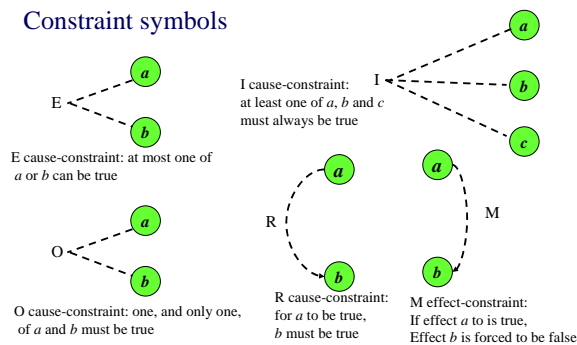 Constraint symbols
a
E
b
E cause-constraint: at most one of
a or b can be true
a
I cause-constraint:
at least one of a, b and c
must always be true
I
b
c
a
O
b
O cause-constraint: one, and only one,
of a and b must be true
a
R
b
R cause-constraint:
for a to be true,
b must be true
a
M
b
M effect-constraint:
If effect a to is true,
Effect b is forced to be false